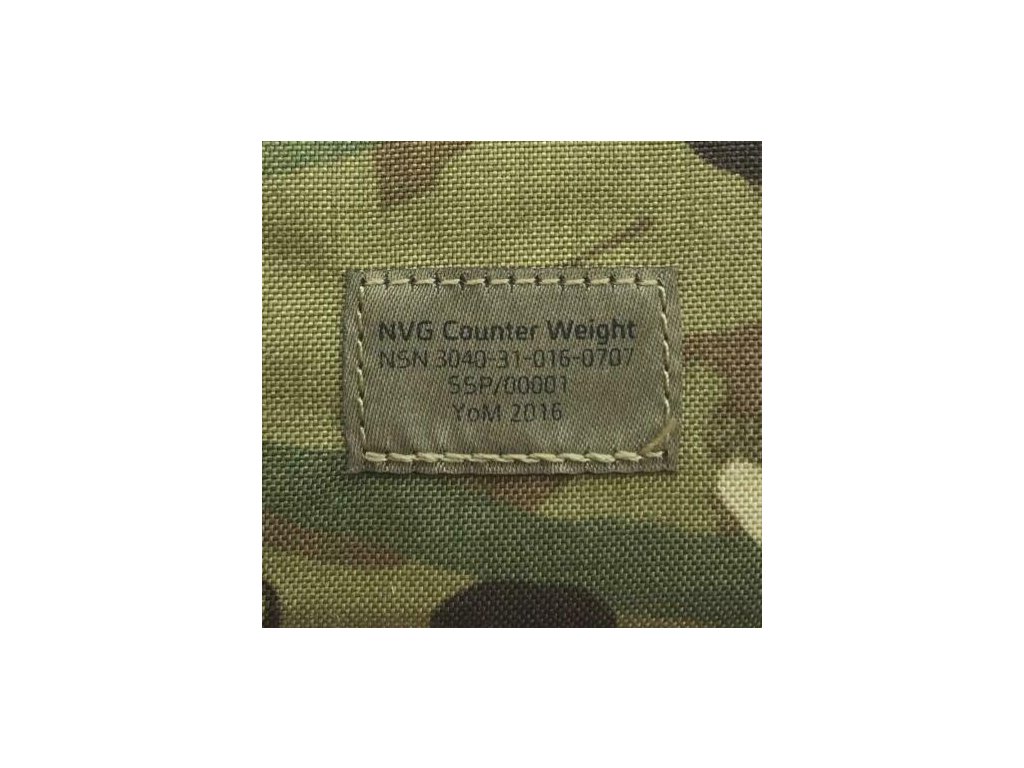 NVG Counter Weight
NSN 3040-31-016-0707
SSP/00001
YoM 2016